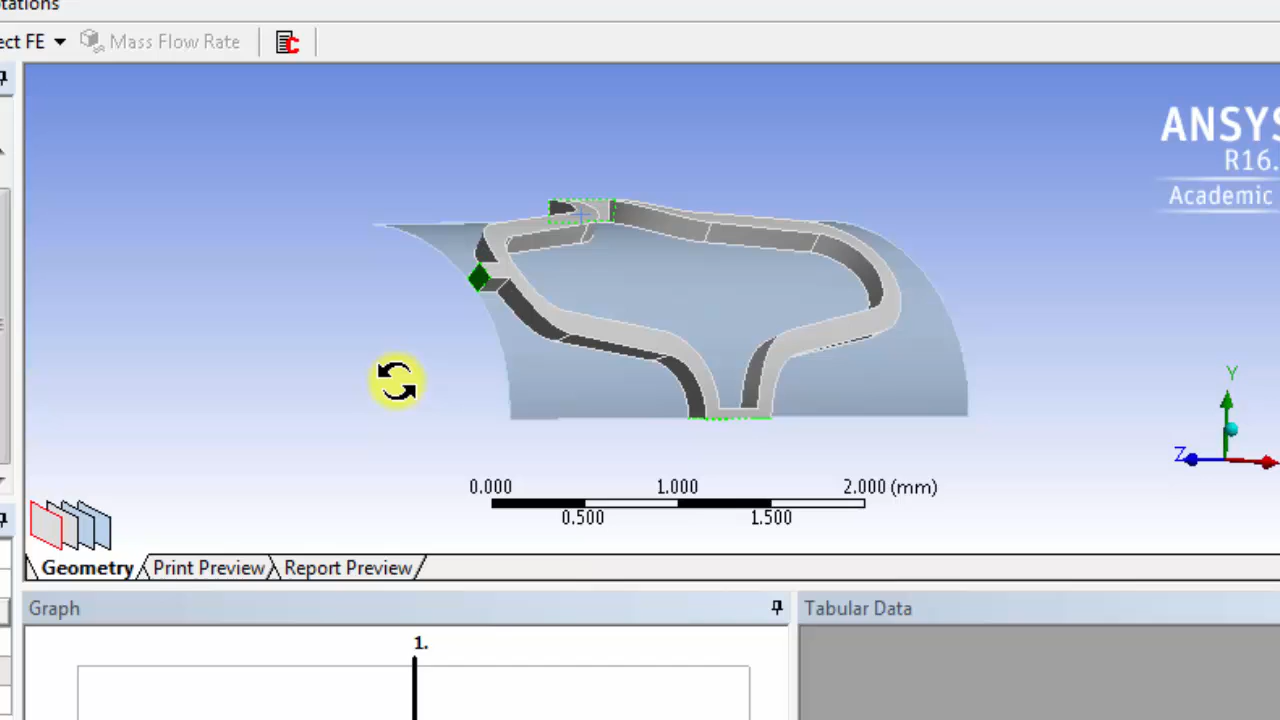 ect FE
Mass Flow Rate
ANSYS
R16.
Academic
Y
Z
0.000 1.000 2.000 (mm)
0.500 1.500
Geometry Print Preview Report Preview
Graph
Tabular Data
1.